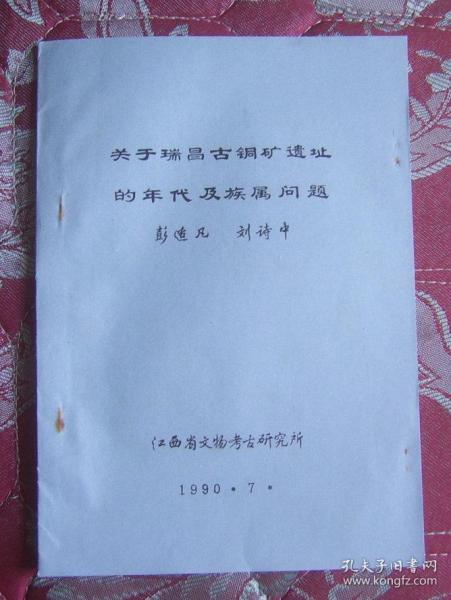 关于瑞昌古铜矿遗址
的年代及族属问题
彭适凡 刘诗中
江西省文物考古研究所
1990·7·
孔夫子旧书网
www.kongfz.com